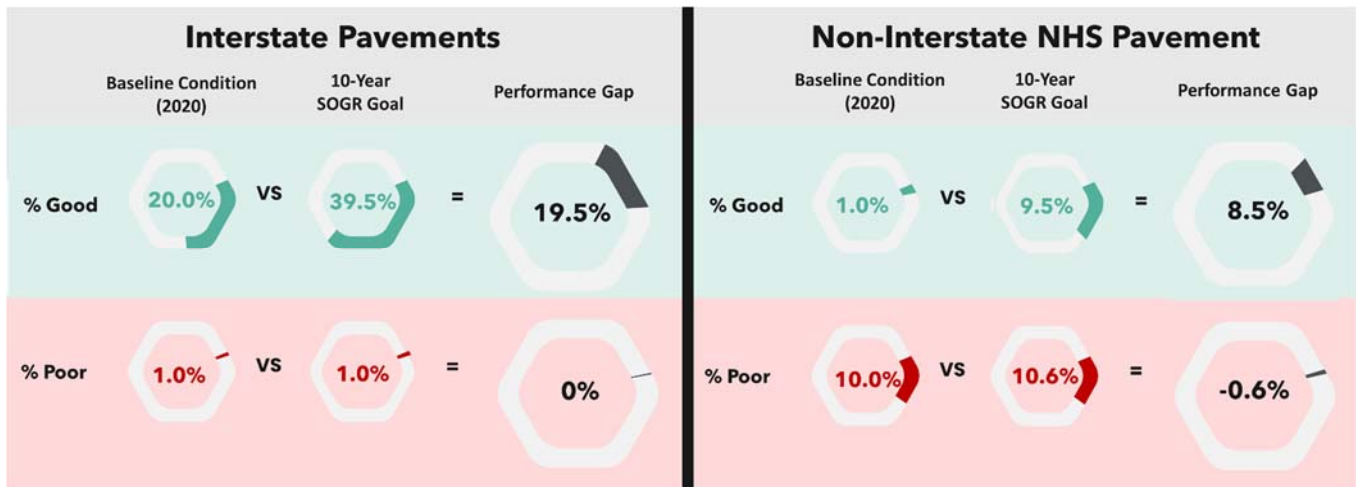 Interstate Pavements
Baseline Condition
(2020)
10-Year
SOGR Goal
Performance Gap
% Good
20.0%
VS
39.5%
=
19.5%
% Poor
1.0%
VS
1.0%
=
0%
Non-Interstate NHS Pavement
Baseline Condition
(2020)
10-Year
SOGR Goal
Performance Gap
% Good
1.0%
VS
9.5%
=
8.5%
% Poor
10.0%
VS
10.6%
=
-0.6%